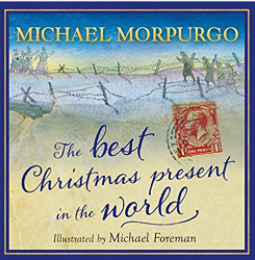 MICHAEL MORPURGO
The best
Christmas present
in the world
Illustrated by Michael Foreman